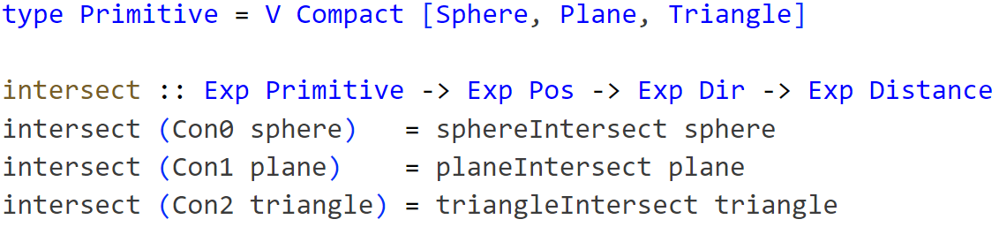 type Primitive = V Compact [Sphere, Plane, Triangle]
intersect :: Exp Primitive -> Exp Pos -> Exp Dir -> Exp Distance
intersect (Con0 sphere)   = sphereIntersect sphere
intersect (Con1 plane)    = planeIntersect plane
intersect (Con2 triangle) = triangleIntersect triangle